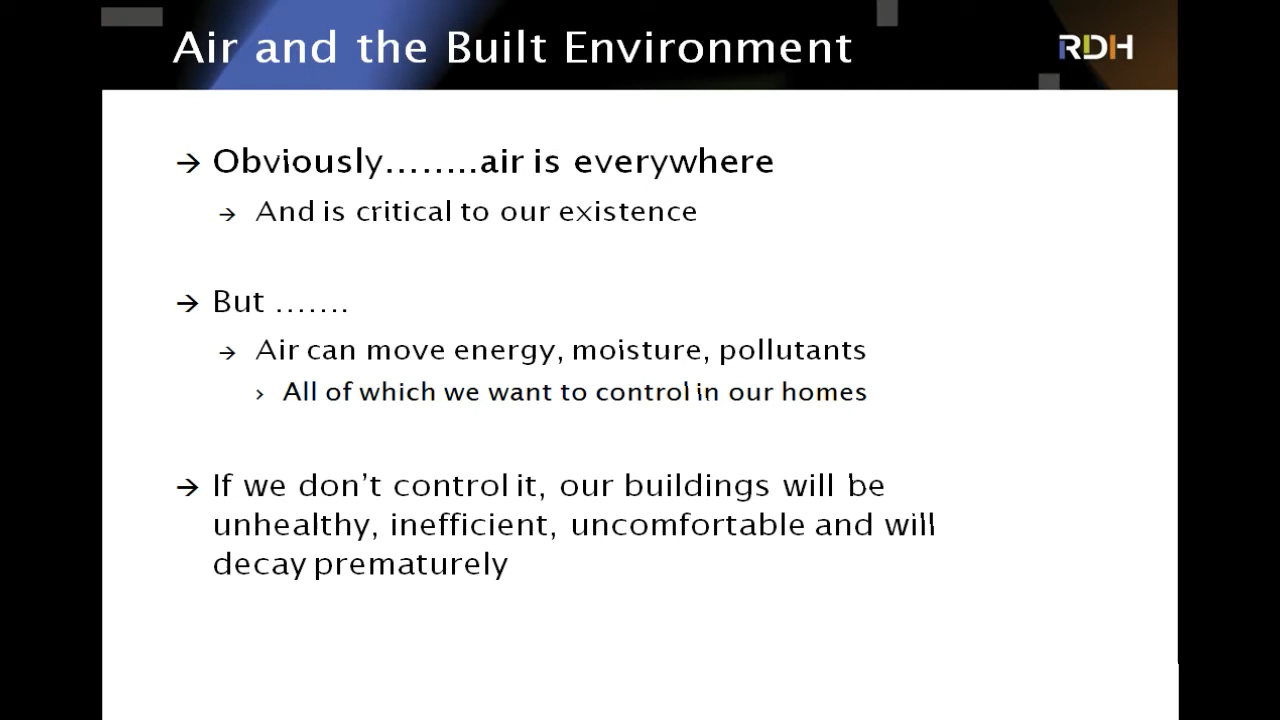 Air and the Built Environment
RDH
→ Obviously........air is everywhere
→ And is critical to our existence
→ But .......
→ Air can move energy, moisture, pollutants
› All of which we want to control in our homes
→ If we don’t control it, our buildings will be
unhealthy, inefficient, uncomfortable and will
decay prematurely